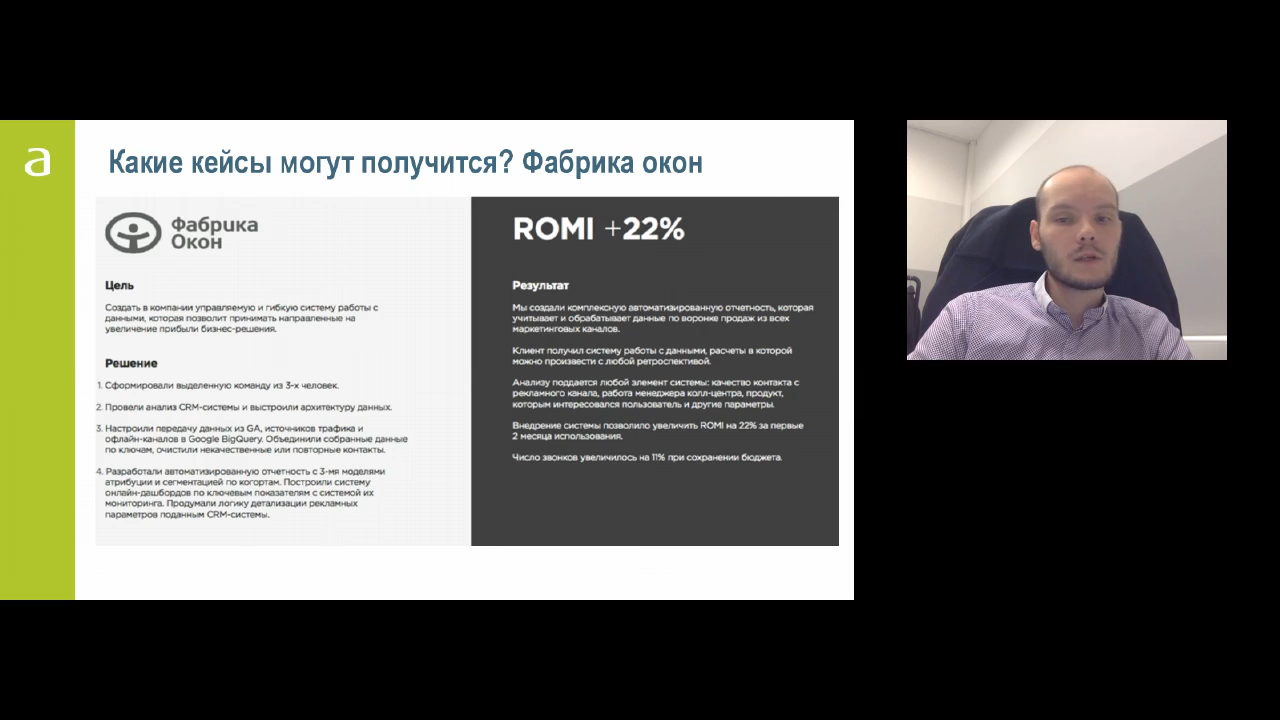 a
Какие кейсы могут получится? Фабрика окон
Фабрика
Окон
Цель
Создать в компании управляемую и гибкую систему работы с
данными, которая позволит принимать направленные на
увеличение прибыли бизнес-решения.
Решение
1. Сформировали выделенную команду из 3-х человек.
2. Провели анализ CRM-системы и выстроили архитектуру данных.
3. Настроили передачу данных из GA, источников трафика и
офлайн-каналов в Google BigQuery. Объединили собранные данные
по ключам, очистили некачественные или повторные контакты.
4. Разработали автоматизированную отчетность с 3-мя моделями
атрибуции и сегментацией по когортам. Построили систему
онлайн-дашбордов по ключевым показателям с системой их
мониторинга. Продумали логику детализации рекламных
параметров поданным CRM-системы.
ROMI +22%
Результат
Мы создали комплексную автоматизированную отчетность, которая
учитывает и обрабатывает данные по воронке продаж из всех
маркетинговых каналов.
Клиент получил систему работы с данными, расчеты в которой
можно произвести с любой ретроспективой.
Анализу поддается любой элемент системы: качество контакта с
рекламного канала, работа менеджера колл-центра, продукт,
которым интересовался пользователь и другие параметры.
Внедрение системы позволило увеличить ROMI на 22% за первые
2 месяца использования.
Число звонков увеличилось на 11% при сохранении бюджета.